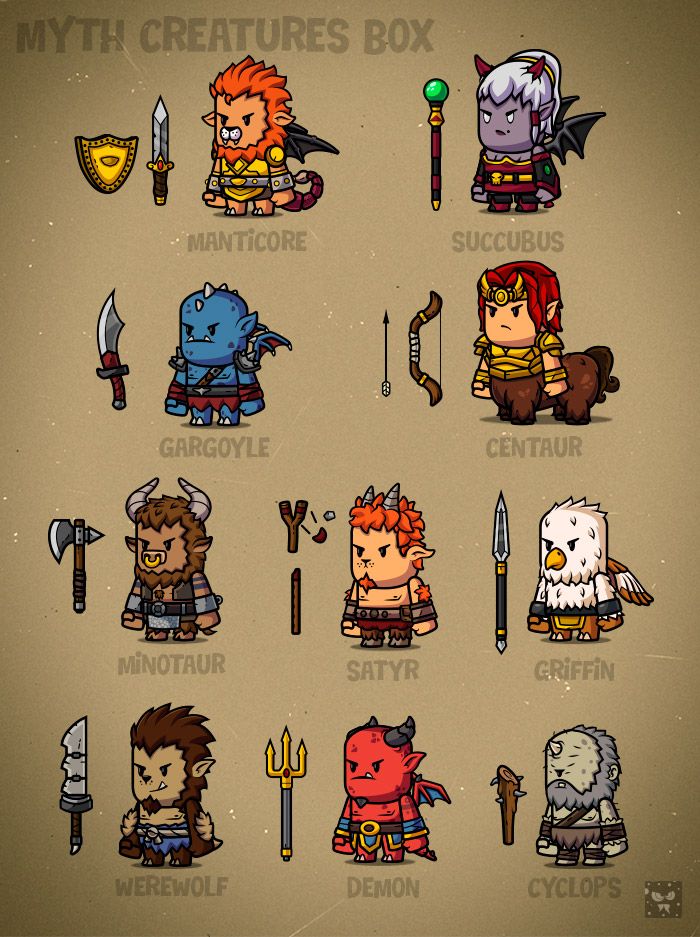 MYTH CREATURES BOX
MANTiCORE
SUCCUBUS
GARGOYLE
CENTAUR
MiNOTAUR
SATYR
GRiFFiN
WEREWOLF
DEMON
CYCLOPS